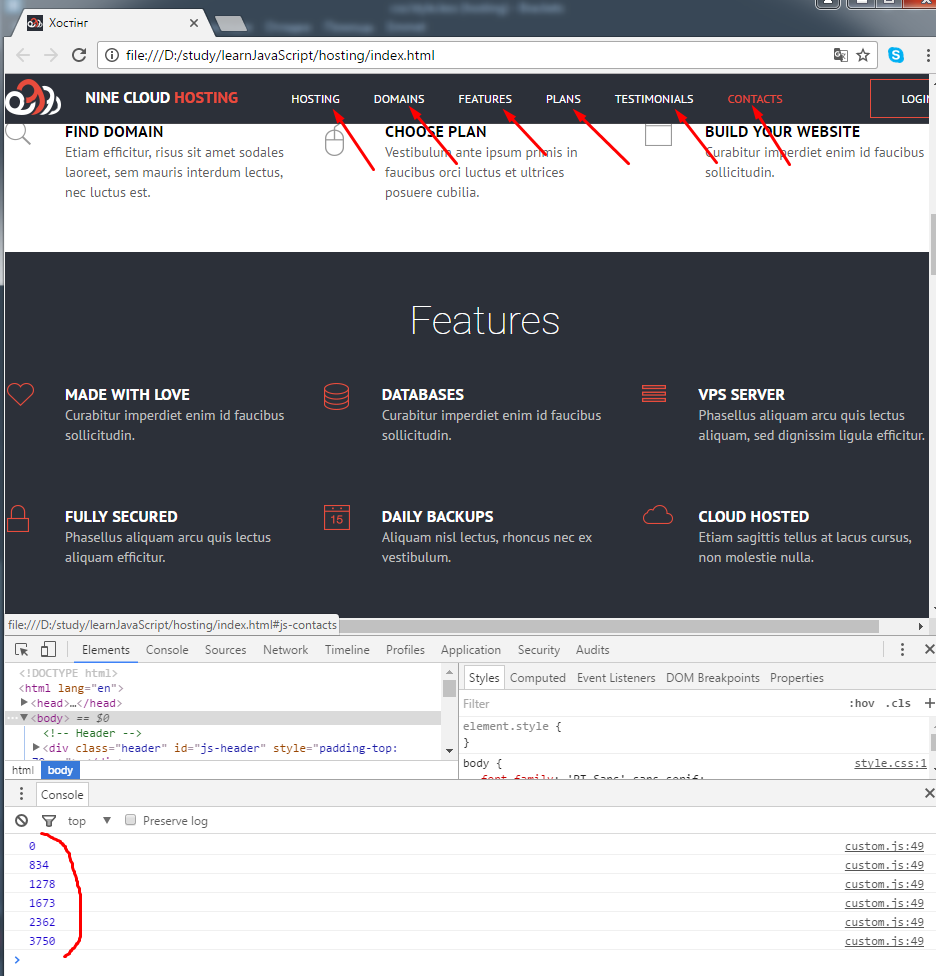 Хостінг
file:///D:/study/learnJavaScript/hosting/index.html
NINE CLOUD HOSTING HOSTING DOMAINS FEATURES PLANS TESTIMONIALS CONTACTS LOGIN
FIND DOMAIN
Etiam efficitur, risus sit amet sodales
laoreet, sem mauris interdum lectus,
nec luctus est.
CHOOSE PLAN
Vestibulum ante ipsum primis in
faucibus orci luctus et ultrices
posuere cubilia.
BUILD YOUR WEBSITE
Curabitur imperdiet enim id faucibus
sollicitudin.
Features
MADE WITH LOVE
Curabitur imperdiet enim id faucibus
sollicitudin.
DATABASES
Curabitur imperdiet enim id faucibus
sollicitudin.
VPS SERVER
Phasellus aliquam arcu quis lectus
aliquam, sed dignissim ligula efficitur.
FULLY SECURED
Phasellus aliquam arcu quis lectus
aliquam efficitur.
15
DAILY BACKUPS
Aliquam nisl lectus, rhoncus nec ex
vestibulum.
CLOUD HOSTED
Etiam sagittis tellus at lacus cursus,
non molestie nulla.
file:///D:/study/learnJavaScript/hosting/index.html#js-contacts
Elements Console Sources Network Timeline Profiles Application Security Audits
<!DOCTYPE html>
<html lang="en">
<head>…</head>
<body> == $0
<!-- Header -->
<div class="header" id="js-header" style="padding-top:
html body
Styles Computed Event Listeners DOM Breakpoints Properties
Filter :hov .cls +
element.style {
}
body { style.css:1
font-family: 'PT Sans',sans-serif;
Console
top Preserve log
0 custom.js:49
834 custom.js:49
1278 custom.js:49
1673 custom.js:49
2362 custom.js:49
3750 custom.js:49